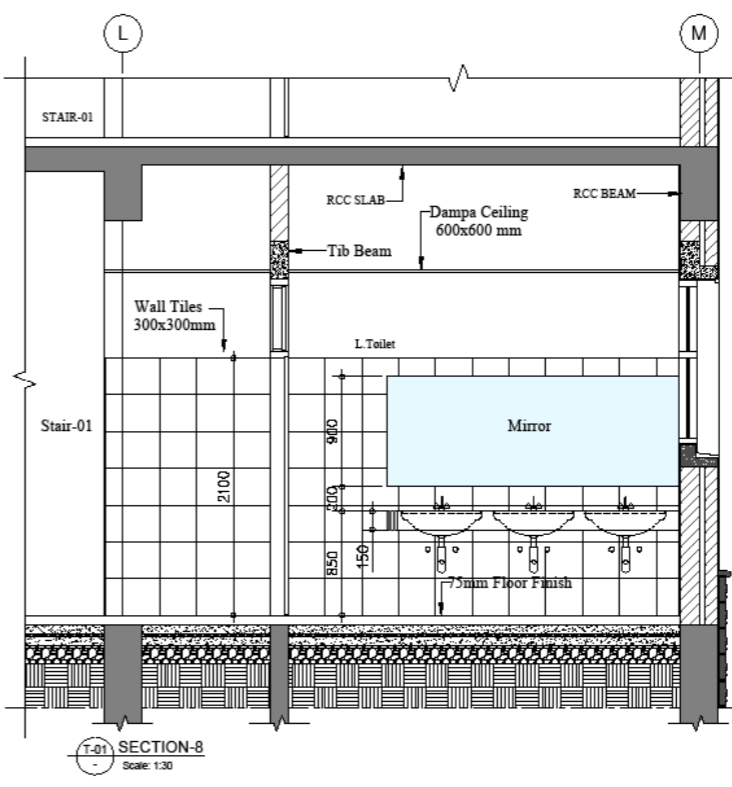 L
M
STAIR-01
RCC SLAB
RCC BEAM
Dampa Ceiling
600x600 mm
Tib Beam
Wall Tiles
300x300mm
L.Toilet
Stair-01
Mirror
900
2100
200
850
150
75mm Floor Finish
T-01
-
SECTION-8
Scale: 1:30